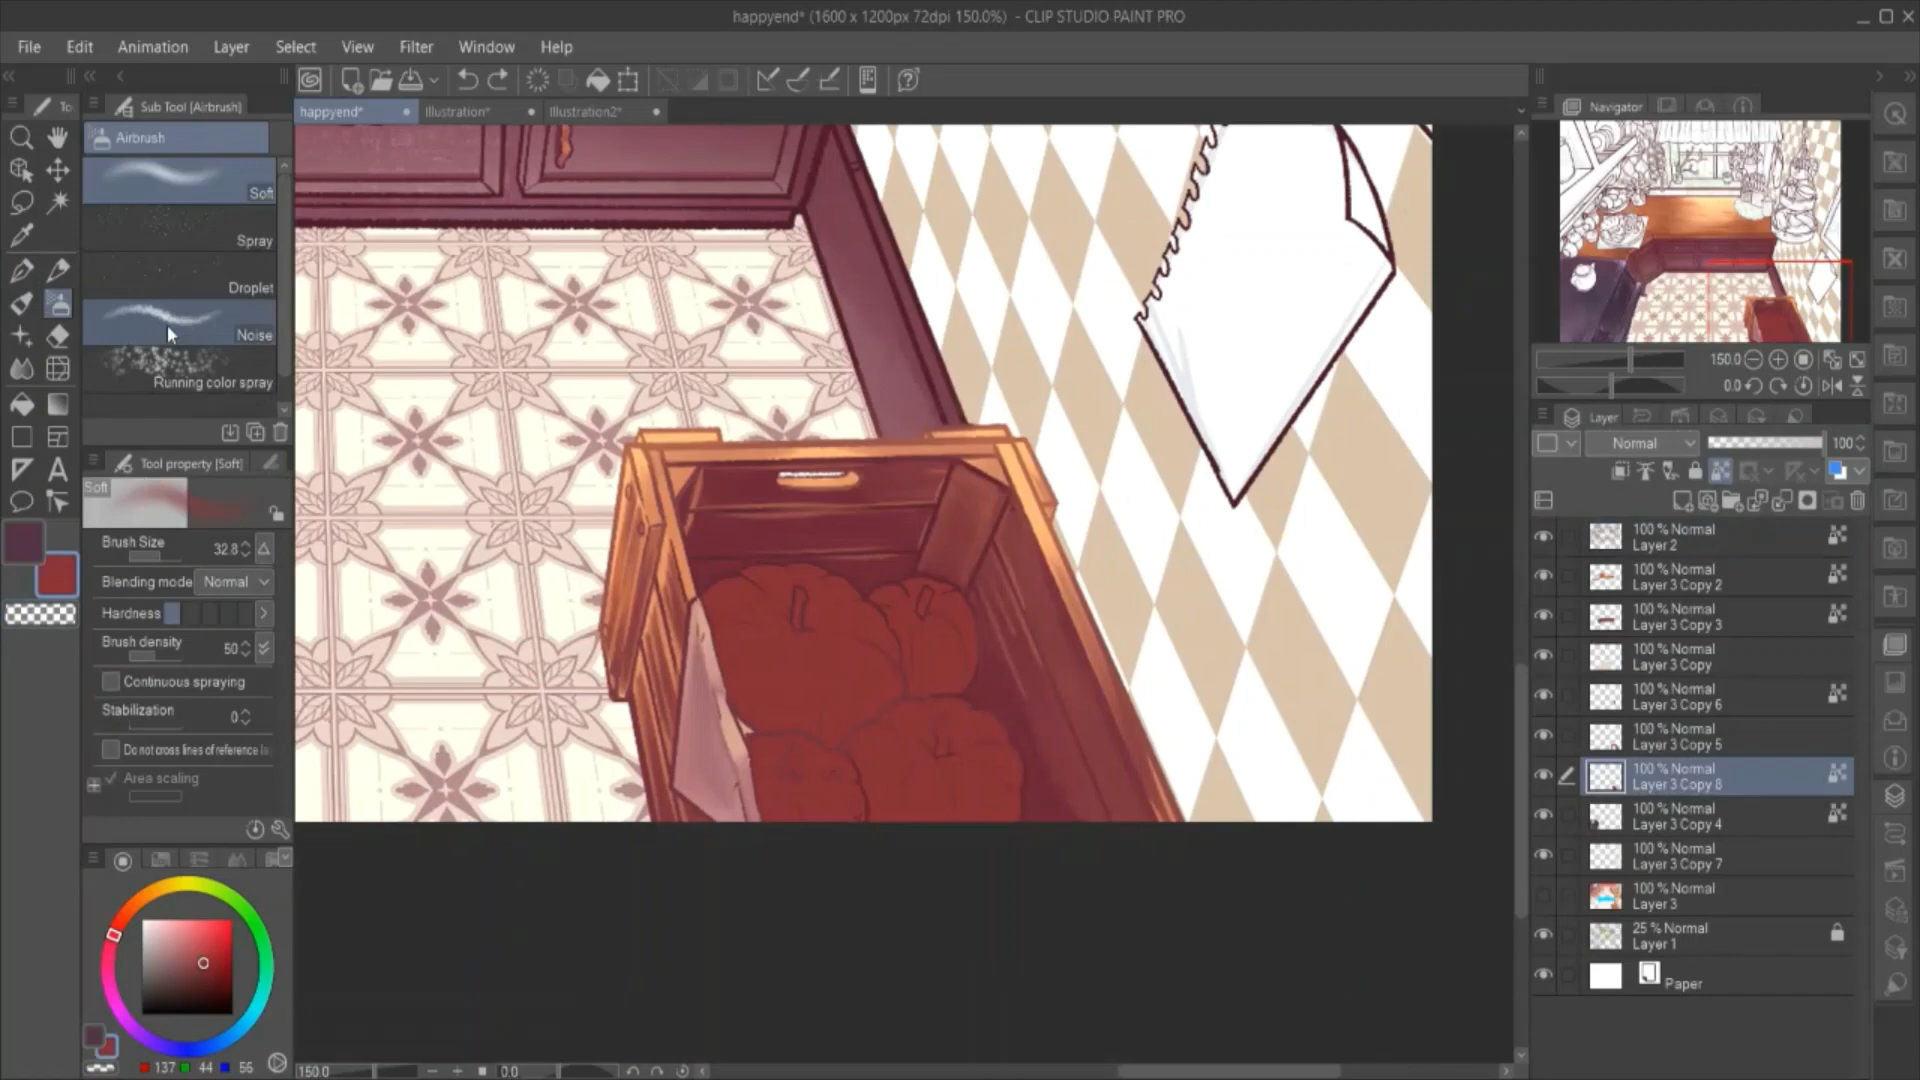 happyend* (1600 x 1200px 72dpi 150.0%) - CLIP STUDIO PAINT PRO
File Edit Animation Layer Select View Filter Window Help
To
Sub Tool [Airbrush]
happyend* Illustration* Illustration2*
Navigator
Airbrush
Soft
Spray
Droplet
Noise
Running color spray
Tool property [Soft]
Soft
Brush Size 32.8
Blending mode Normal
Hardness
Brush density 50
Continuous spraying
Stabilization 0
Do not cross lines of reference la
Area scaling
137 44 56
150.0 0.0
150.0
0.0
Layer
Normal 100
100 % Normal
Layer 2
100 % Normal
Layer 3 Copy 2
100 % Normal
Layer 3 Copy 3
100 % Normal
Layer 3 Copy
100 % Normal
Layer 3 Copy 6
100 % Normal
Layer 3 Copy 5
100 % Normal
Layer 3 Copy 8
100 % Normal
Layer 3 Copy 4
100 % Normal
Layer 3 Copy 7
100 % Normal
Layer 3
25 % Normal
Layer 1
Paper